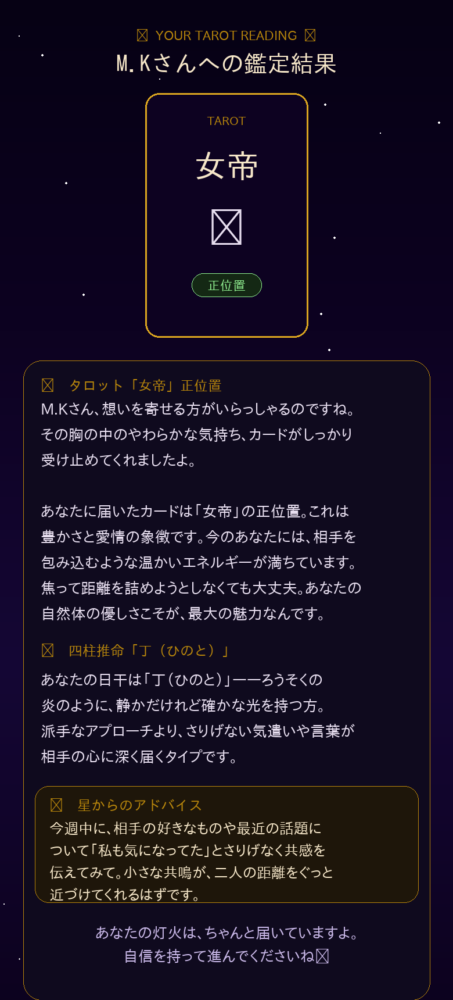 YOUR TAROT READING
M.Kさんへの鑑定結果
TAROT
女帝
正位置
タロット「女帝」正位置
M.Kさん、想いを寄せる方がいらっしゃるのですね。
その胸の中のやわらかな気持ち、カードがしっかり
受け止めてくれましたよ。
あなたに届いたカードは「女帝」の正位置。これは
豊かさと愛情の象徴です。今のあなたには、相手を
包み込むような温かいエネルギーが満ちています。
焦って距離を詰めようとしなくても大丈夫。あなたの
自然体の優しさこそが、最大の魅力なんです。
四柱推命「丁（ひのと）」
あなたの日干は「丁（ひのと）」——ろうそくの
炎のように、静かだけれど確かな光を持つ方。
派手なアプローチより、さりげない気遣いや言葉が
相手の心に深く届くタイプです。
星からのアドバイス
今週中に、相手の好きなものや最近の話題に
ついて「私も気になってた」とさりげなく共感を
伝えてみて。小さな共鳴が、二人の距離をぐっと
近づけてくれるはずです。
あなたの灯火は、ちゃんと届いていますよ。
自信を持って進んでくださいね